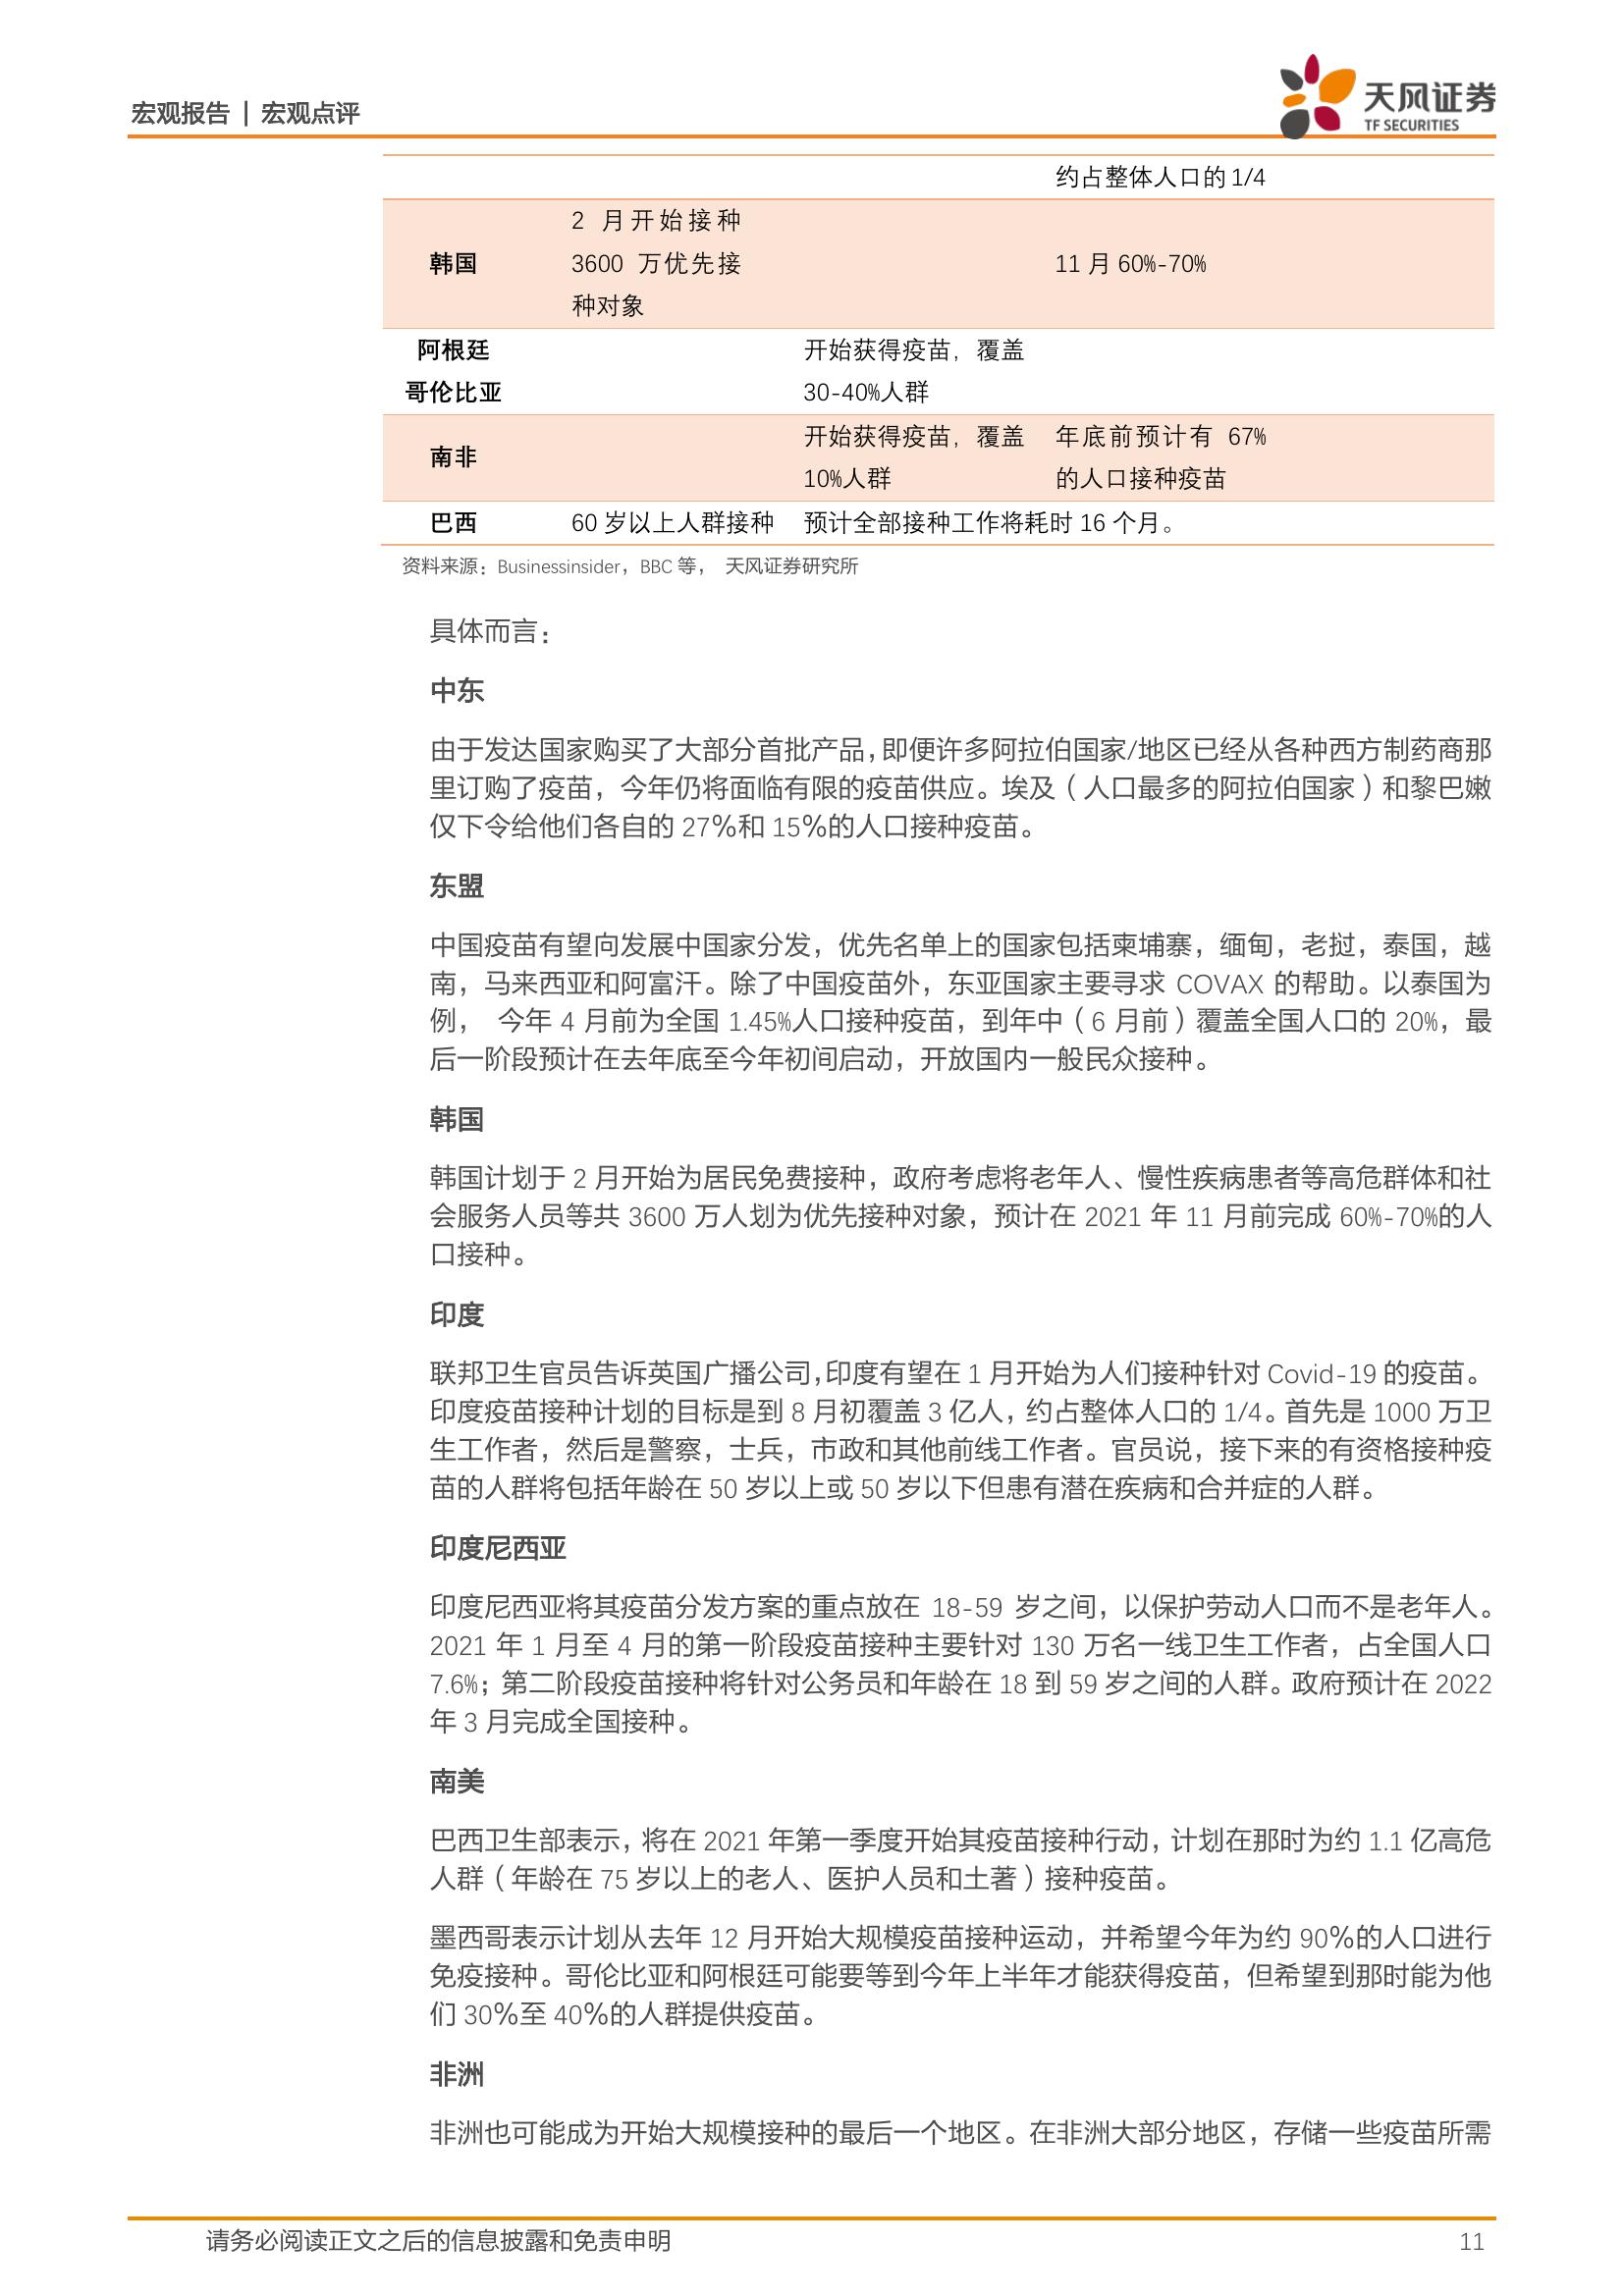 宏观报告 | 宏观点评
天风证券
TF SECURITIES
约占整体人口的 1/4
韩国
2 月开始接种
3600 万优先接
种对象
11 月 60%-70%
阿根廷
哥伦比亚
开始获得疫苗，覆盖
30-40%人群
南非
开始获得疫苗，覆盖
10%人群
年底前预计有 67%
的人口接种疫苗
巴西
60 岁以上人群接种
预计全部接种工作将耗时 16 个月。
资料来源：Businessinsider，BBC 等， 天风证券研究所
具体而言：
中东
由于发达国家购买了大部分首批产品，即便许多阿拉伯国家/地区已经从各种西方制药商那
里订购了疫苗，今年仍将面临有限的疫苗供应。埃及（人口最多的阿拉伯国家）和黎巴嫩
仅下令给他们各自的 27%和 15%的人口接种疫苗。
东盟
中国疫苗有望向发展中国家分发，优先名单上的国家包括柬埔寨，缅甸，老挝，泰国，越
南，马来西亚和阿富汗。除了中国疫苗外，东亚国家主要寻求 COVAX 的帮助。以泰国为
例， 今年 4 月前为全国 1.45%人口接种疫苗，到年中（6 月前）覆盖全国人口的 20%，最
后一阶段预计在去年底至今年初间启动，开放国内一般民众接种。
韩国
韩国计划于 2 月开始为居民免费接种，政府考虑将老年人、慢性疾病患者等高危群体和社
会服务人员等共 3600 万人划为优先接种对象，预计在 2021 年 11 月前完成 60%-70%的人
口接种。
印度
联邦卫生官员告诉英国广播公司，印度有望在 1 月开始为人们接种针对 Covid-19 的疫苗。
印度疫苗接种计划的目标是到 8 月初覆盖 3 亿人，约占整体人口的 1/4。首先是 1000 万卫
生工作者，然后是警察，士兵，市政和其他前线工作者。官员说，接下来的有资格接种疫
苗的人群将包括年龄在 50 岁以上或 50 岁以下但患有潜在疾病和合并症的人群。
印度尼西亚
印度尼西亚将其疫苗分发方案的重点放在 18-59 岁之间，以保护劳动人口而不是老年人。
2021 年 1 月至 4 月的第一阶段疫苗接种主要针对 130 万名一线卫生工作者，占全国人口
7.6%；第二阶段疫苗接种将针对公务员和年龄在 18 到 59 岁之间的人群。政府预计在 2022
年 3 月完成全国接种。
南美
巴西卫生部表示，将在 2021 年第一季度开始其疫苗接种行动，计划在那时为约 1.1 亿高危
人群（年龄在 75 岁以上的老人、医护人员和土著）接种疫苗。
墨西哥表示计划从去年 12 月开始大规模疫苗接种运动，并希望今年为约 90%的人口进行
免疫接种。哥伦比亚和阿根廷可能要等到今年上半年才能获得疫苗，但希望到那时能为他
们 30%至 40%的人群提供疫苗。
非洲
非洲也可能成为开始大规模接种的最后一个地区。在非洲大部分地区，存储一些疫苗所需
请务必阅读正文之后的信息披露和免责申明
11